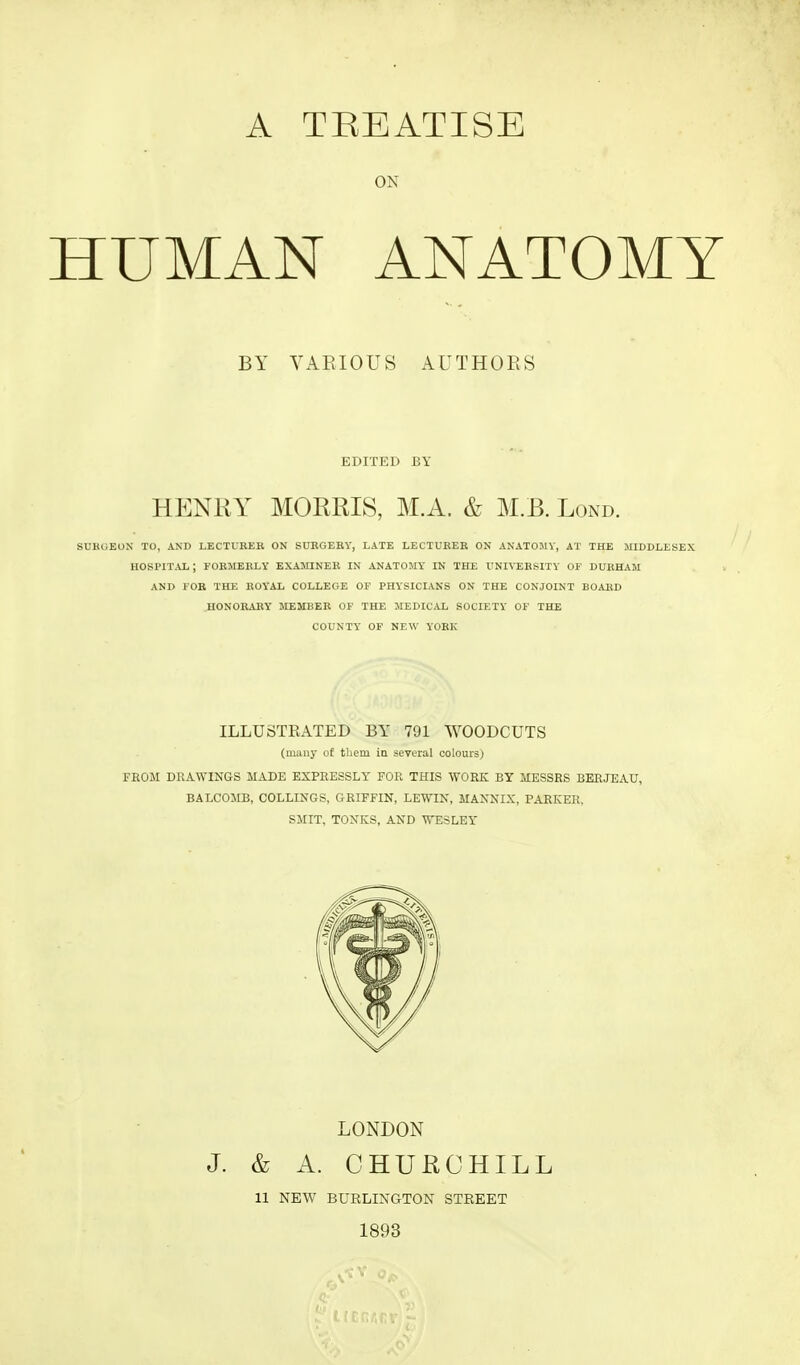 A TREATISE
ON
HUMAN ANATOMY
BY VARIOUS AUTHORS
EDITED BY
HENRY MORRIS, M.A. & M.B. LOND.
SURGEON TO, AND LECTURER ON SURGERY, LATE LECTURER ON ANATOMY, AT THE MIDDLESEX
HOSPITAL; FORMERLY EXAMINER IN ANATOMY IN THE UNIVERSITY OF DURHAM
AND FOR THE ROYAL COLLEGE OF PHYSICIANS ON THE CONJOINT BOARD
HONORARY MEMBER OF THE MEDICAL SOCIETY OF THE
COUNTY OF NEW YORK
ILLUSTRATED BY 791 WOODCUTS
(many of them in several colours)
FROM DRAWINGS MADE EXPRESSLY FOR THIS WORK BY MESSRS BERJEAU,
BALCOMB, COLLINGS, GRIFFIN, LEWIN, MANNIX, PARKER,
SMIT, TONKS, AND WESLEY
MEDICINA LITERIS
LONDON
J. & A. CHURCHILL
11 NEW BURLINGTON STREET
1893